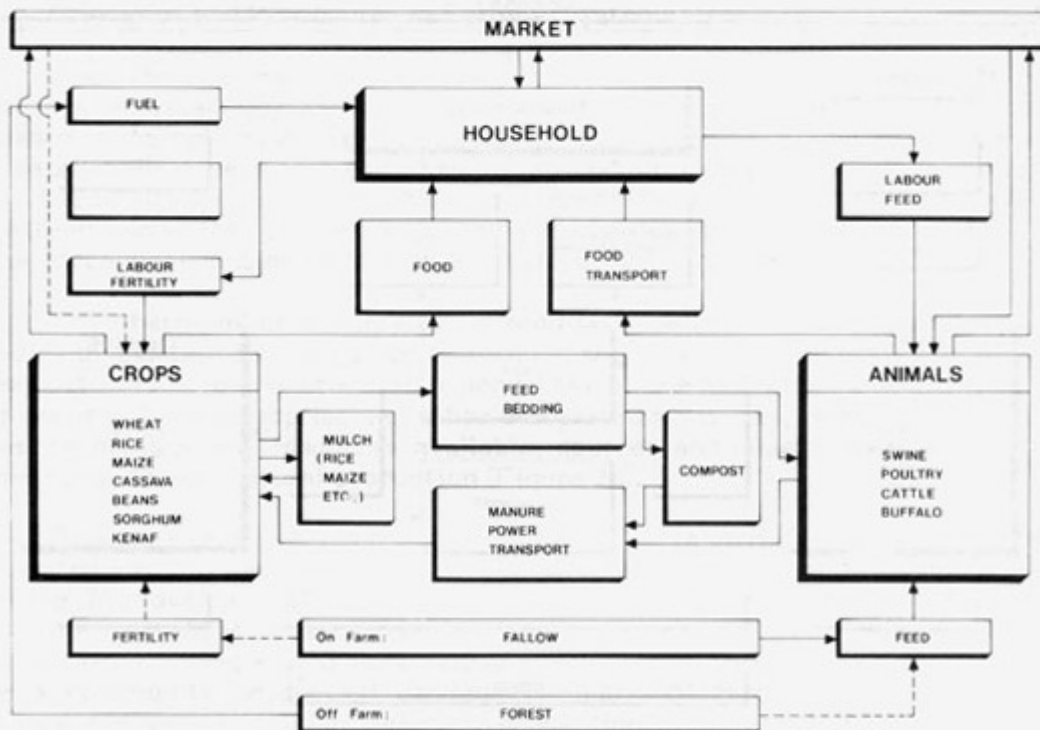 MARKET
FUEL
HOUSEHOLD
LABOUR
FEED
LABOUR
FERTILITY
FOOD
FOOD
TRANSPORT
CROPS
WHEAT
RICE
MAIZE
CASSAVA
BEANS
SORGHUM
KENAF
MULCH
(RICE
MAIZE
ETO.,)
FEED
BEDDING
COMPOST
MANURE
POWER
TRANSPORT
ANIMALS
SWINE
POULTRY
CATTLE
BUFFALO
FERTILITY
On Farm: FALLOW
FEED
Off Farm: FOREST